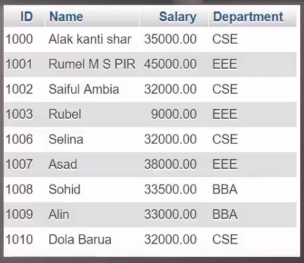 ID Name Salary Department
1000 Alak kanti shar 35000.00 CSE
1001 Rumel M S PIR 45000.00 EEE
1002 Saiful Ambia 32000.00 CSE
1003 Rubel 9000.00 EEE
1006 Selina 32000.00 CSE
1007 Asad 38000.00 EEE
1008 Sohid 33500.00 BBA
1009 Alin 33000.00 BBA
1010 Dola Barua 32000.00 CSE